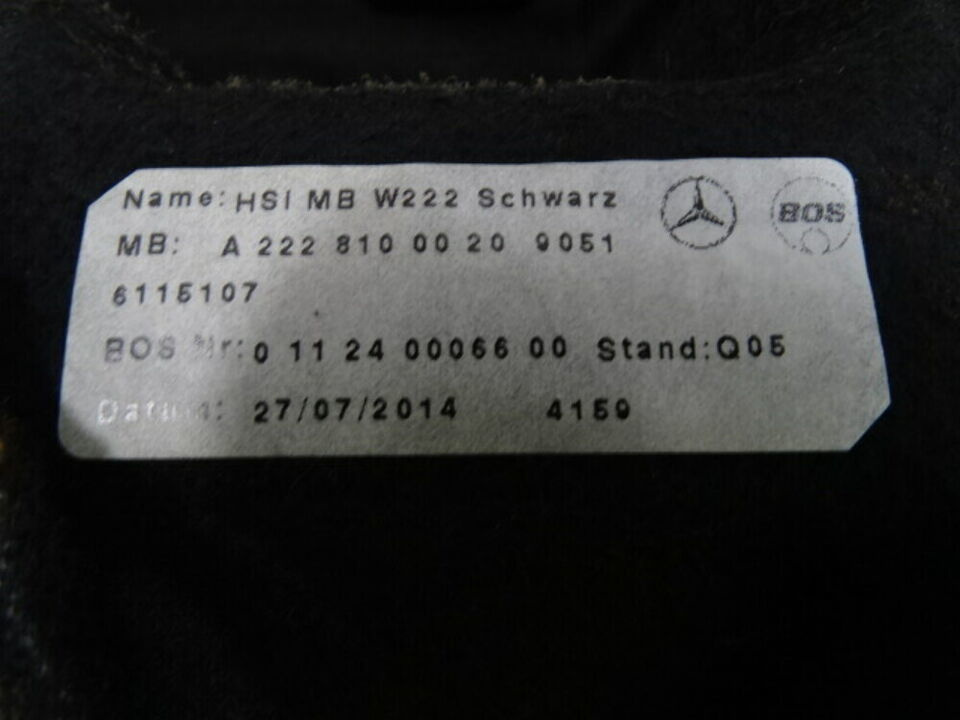 Name: HSI MB W222 Schwarz
BOS
MB: A 222 810 00 20 9051
6115107
BOS Nr: 0 11 24 00066 00 Stand: Q05
Datum: 27/07/2014 4159